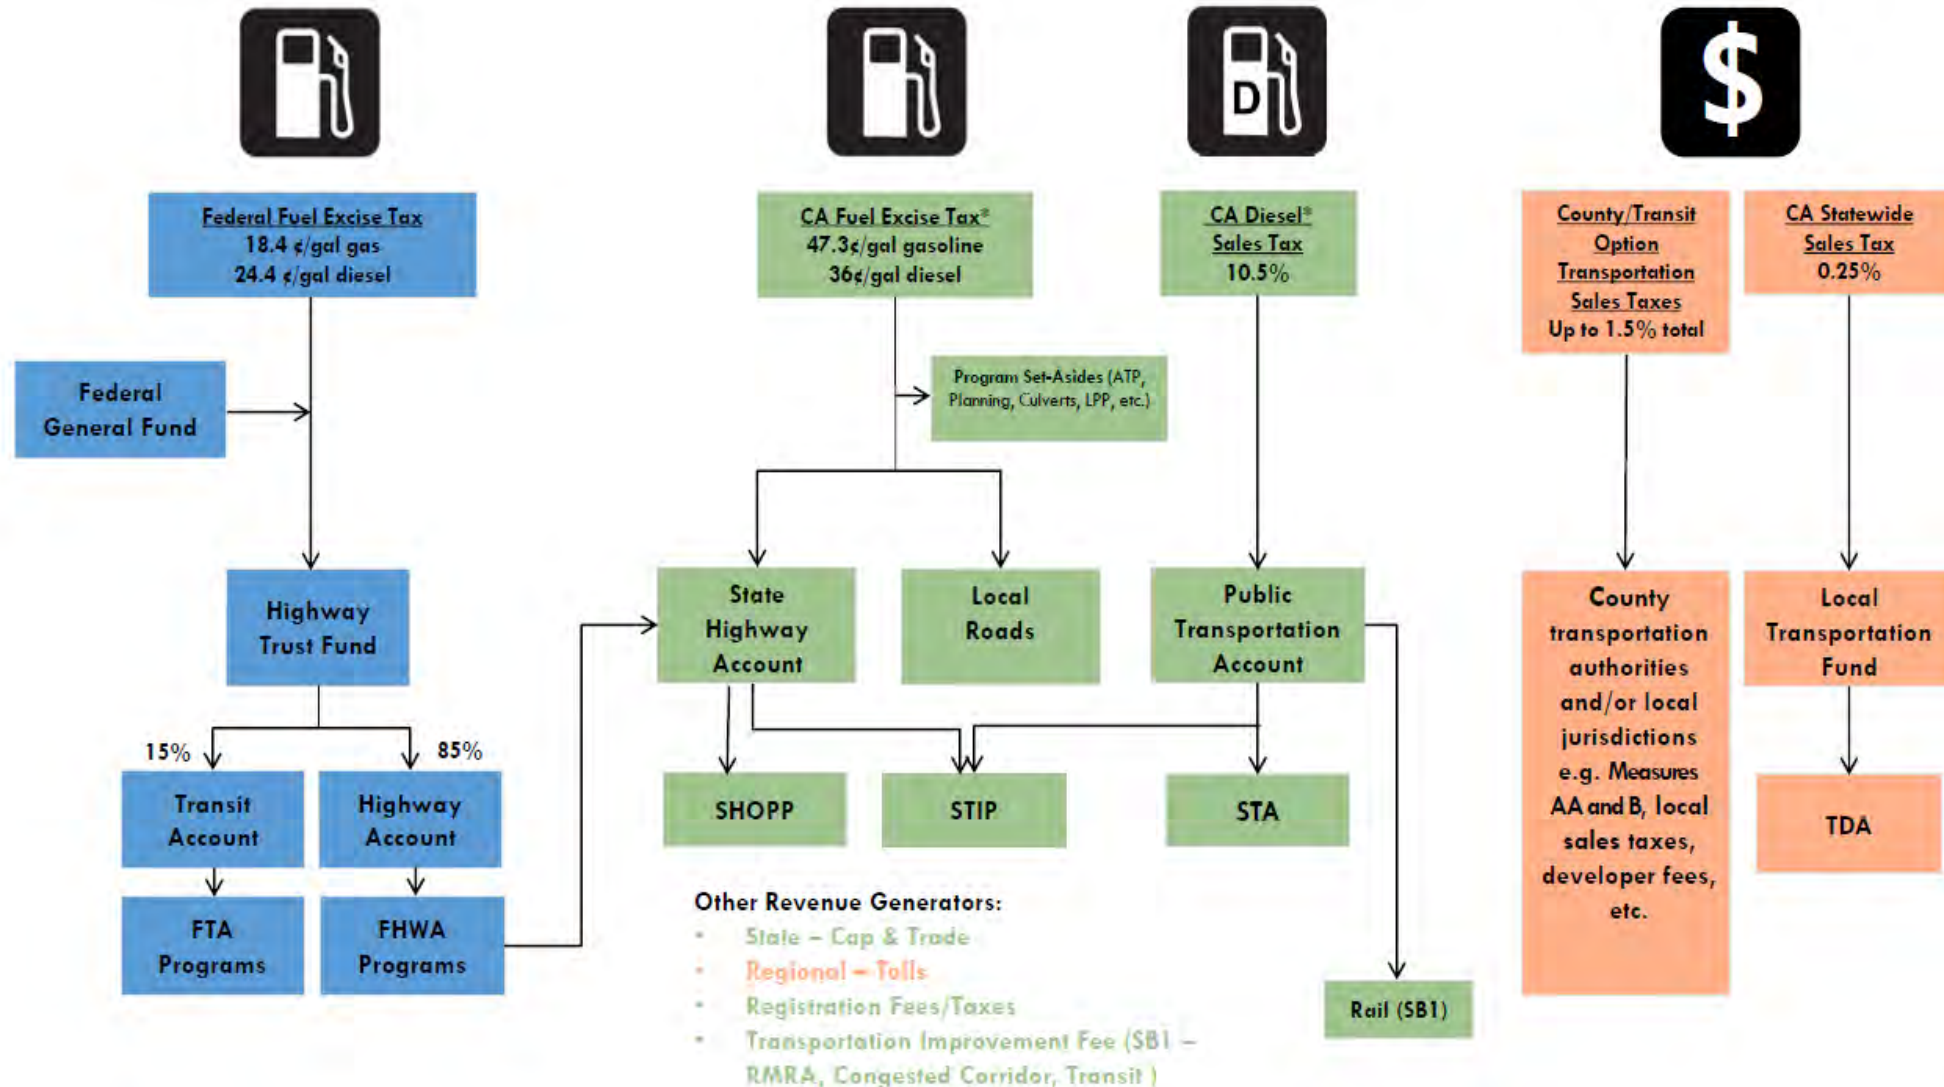 D
$
Federal Fuel Excise Tax
18.4 ¢/gal gas
24.4 ¢/gal diesel
CA Fuel Excise Tax*
47.3¢/gal gasoline
36¢/gal diesel
CA Diesel*
Sales Tax
10.5%
County/Transit
Option
Transportation
Sales Taxes
Up to 1.5% total
CA Statewide
Sales Tax
0.25%
Federal
General Fund
Program Set-Asides (ATP,
Planning, Culverts, LPP, etc.)
Highway
Trust Fund
State
Highway
Account
Local
Roads
Public
Transportation
Account
County
transportation
authorities
and/or local
jurisdictions
e.g. Measures
AA and B, local
sales taxes,
developer fees,
etc.
Local
Transportation
Fund
15%
85%
Transit
Account
Highway
Account
SHOPP
STIP
STA
TDA
FTA
Programs
FHWA
Programs
Other Revenue Generators:
• State – Cap & Trade
• Regional – Tolls
• Registration Fees/Taxes
• Transportation Improvement Fee (SB1 –
RMRA, Congested Corridor, Transit )
Rail (SB1)